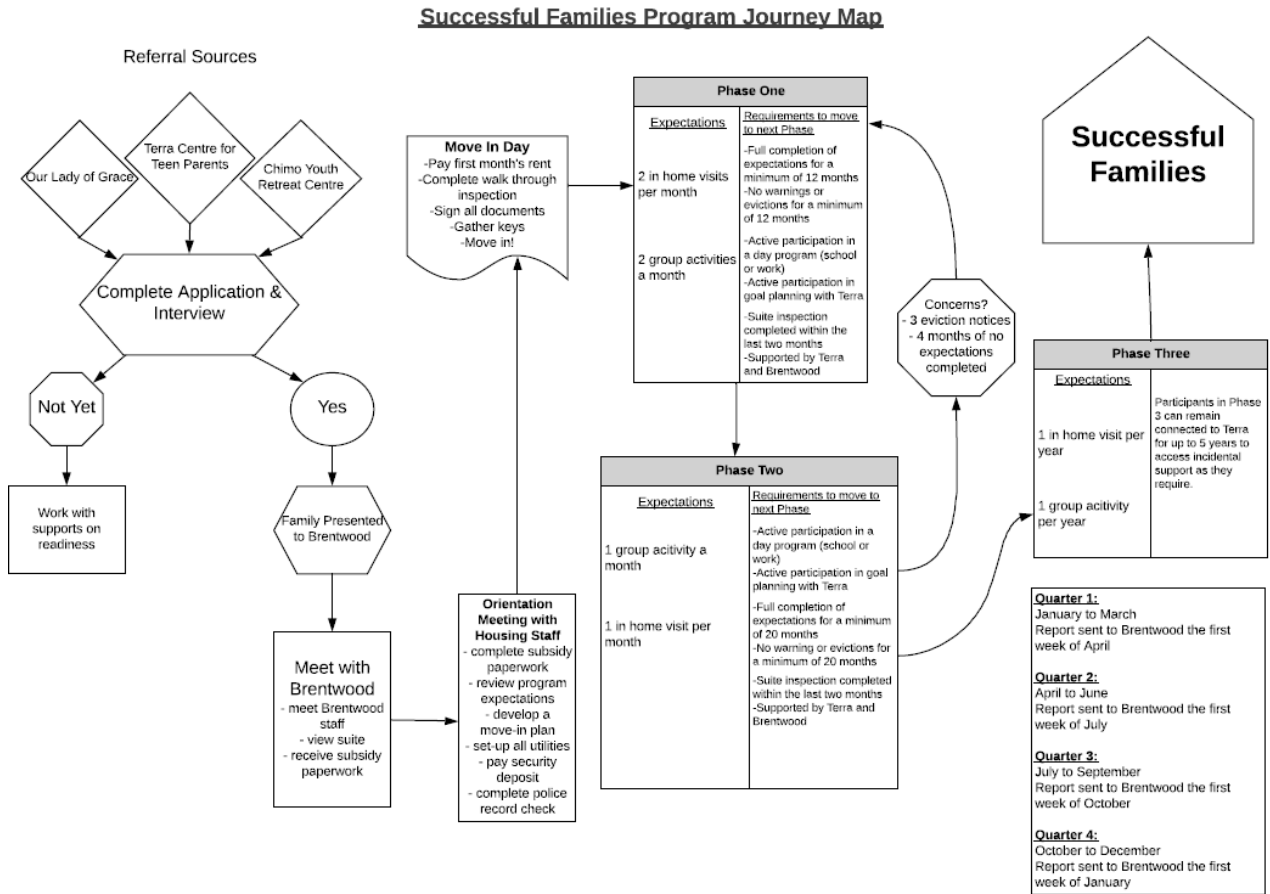 Successful Families Program Journey Map
Referral Sources
Our Lady of Grace
Terra Centre for
Teen Parents
Chimo Youth
Retreat Centre
Complete Application &
Interview
Not Yet
Yes
Work with
supports on
readiness
Family Presented
to Brentwood
Meet with
Brentwood
- meet Brentwood
staff
- view suite
- receive subsidy
paperwork
Orientation
Meeting with
Housing Staff
- complete subsidy
paperwork
- review program
expectations
- develop a
move-in plan
- set-up all utilities
- pay security
deposit
- complete police
record check
Move In Day
-Pay first month's rent
-Complete walk through
inspection
-Sign all documents
-Gather keys
-Move in!
Phase One
Expectations
2 in home visits
per month
2 group activities
a month
Requirements to move
to next Phase
-Full completion of
expectations for a
minimum of 12 months
-No warnings or
evictions for a minimum
of 12 months
-Active participation in
a day program (school
or work)
-Active participation in
goal planning with Terra
-Suite inspection
completed within the
last two months
-Supported by Terra
and Brentwood
Phase Two
Expectations
1 group acitivity a
month
1 in home visit per
month
Requirements to move to
next Phase
-Active participation in a
day program (school or
work)
-Active participation in goal
planning with Terra
-Full completion of
expectations for a minimum
of 20 months
-No warning or evictions for
a minimum of 20 months
-Suite inspection completed
within the last two months
-Supported by Terra and
Brentwood
Concerns?
- 3 eviction notices
- 4 months of no
expectations
completed
Phase Three
Expectations
1 in home visit per
year
1 group acitivity
per year
Participants in Phase
3 can remain
connected to Terra
for up to 5 years to
access incidental
support as they
require.
Successful
Families
Quarter 1:
January to March
Report sent to Brentwood the first
week of April
Quarter 2:
April to June
Report sent to Brentwood the first
week of July
Quarter 3:
July to September
Report sent to Brentwood the first
week of October
Quarter 4:
October to December
Report sent to Brentwood the first
week of January